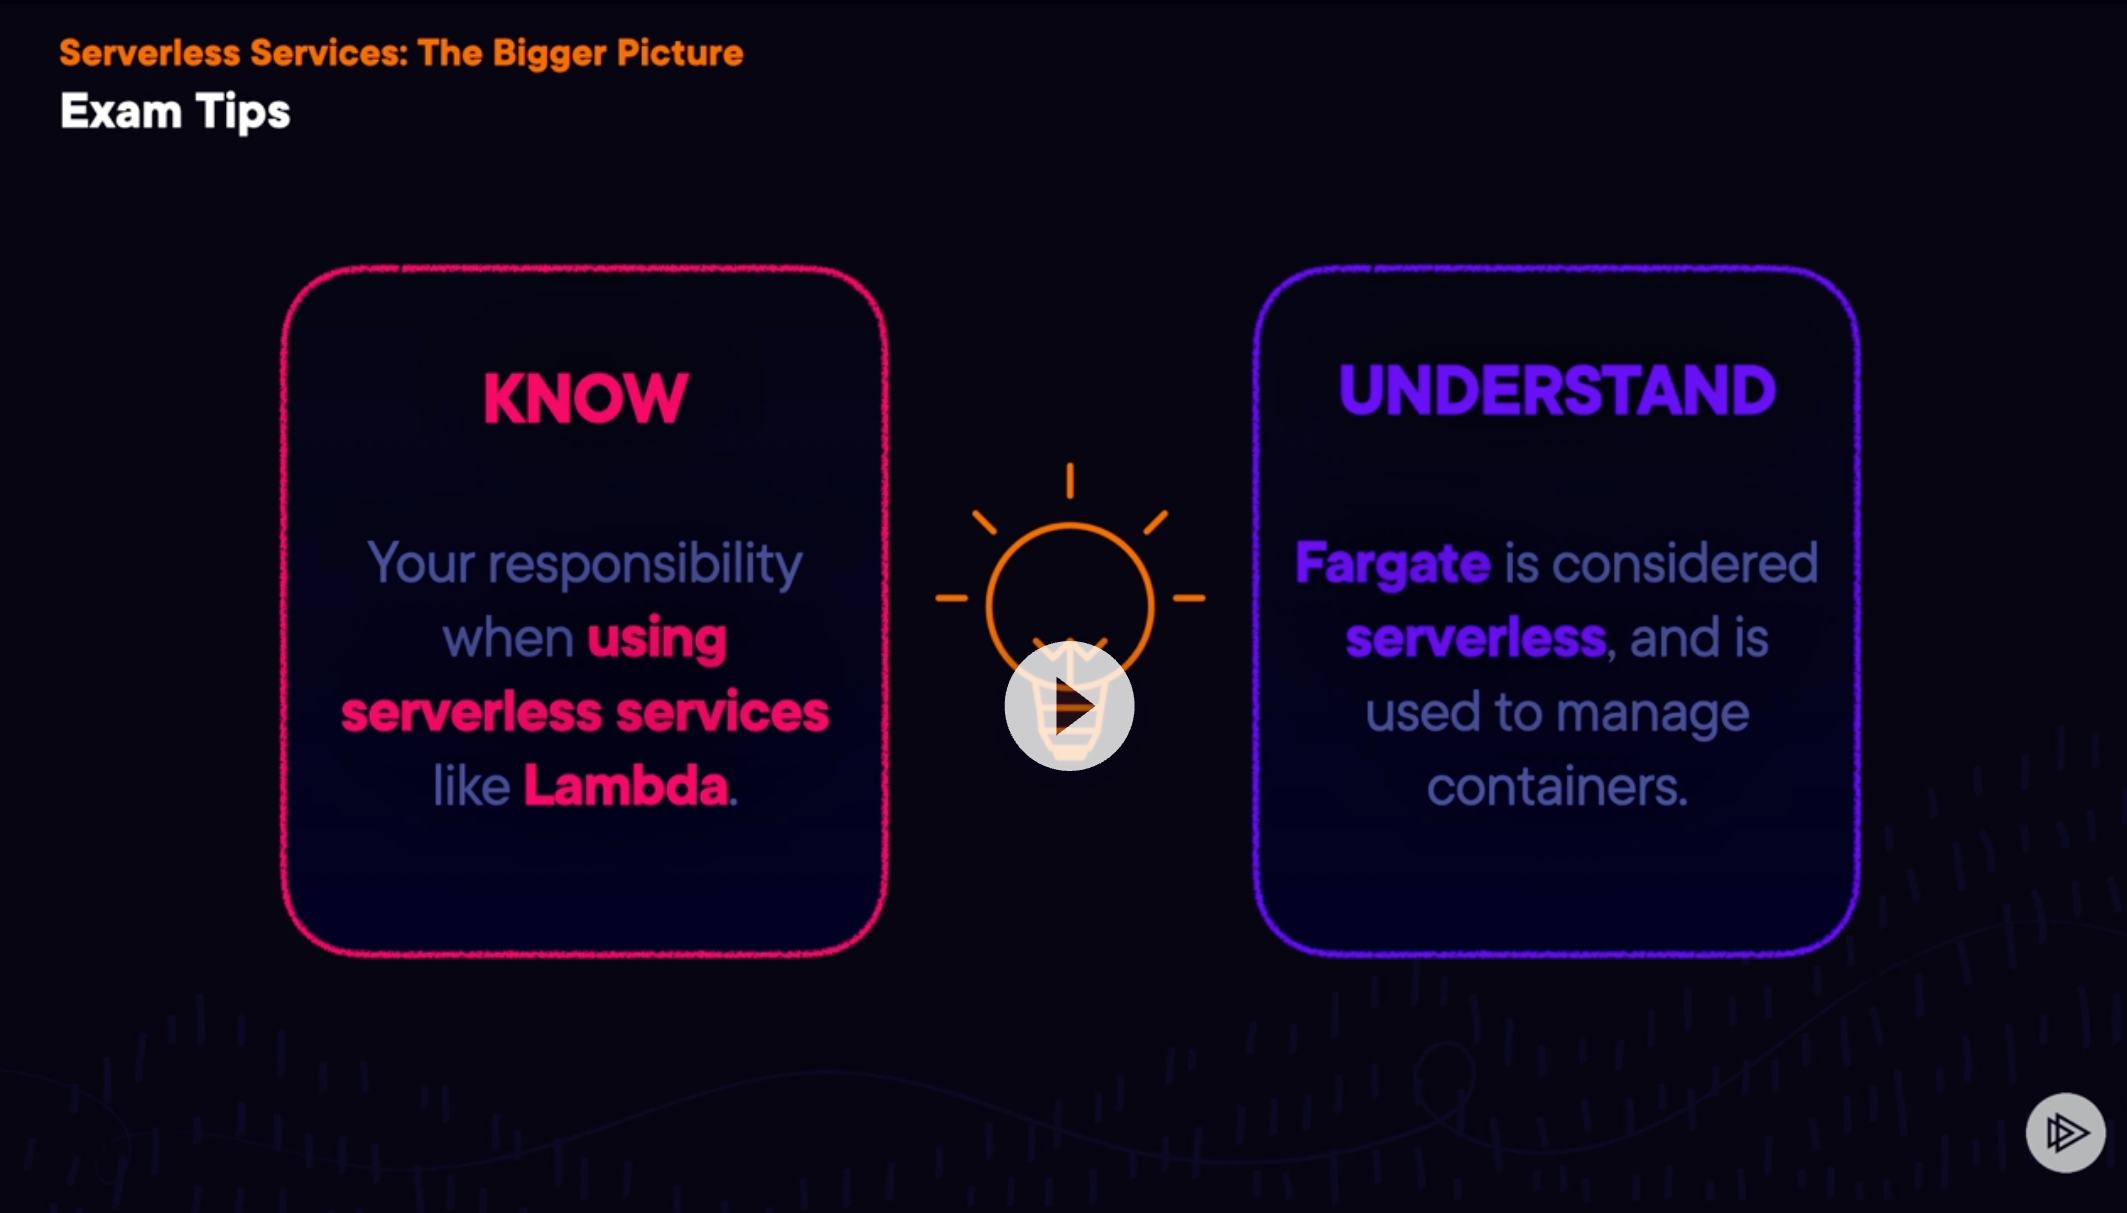 Serverless Services: The Bigger Picture
Exam Tips
KNOW
Your responsibility
when using
serverless services
like Lambda.
UNDERSTAND
Fargate is considered
serverless, and is
used to manage
containers.